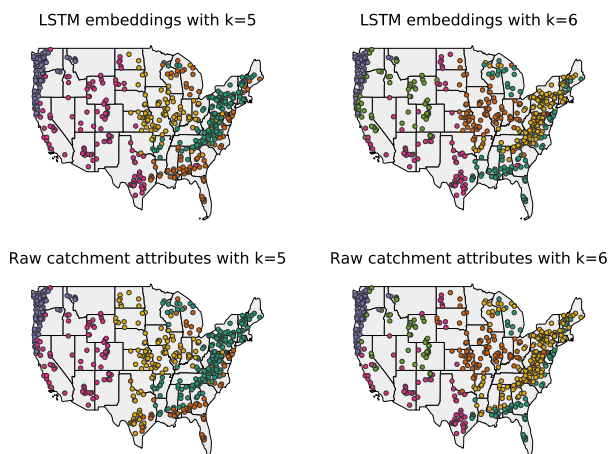 LSTM embeddings with k=5
LSTM embeddings with k=6
Raw catchment attributes with k=5
Raw catchment attributes with k=6